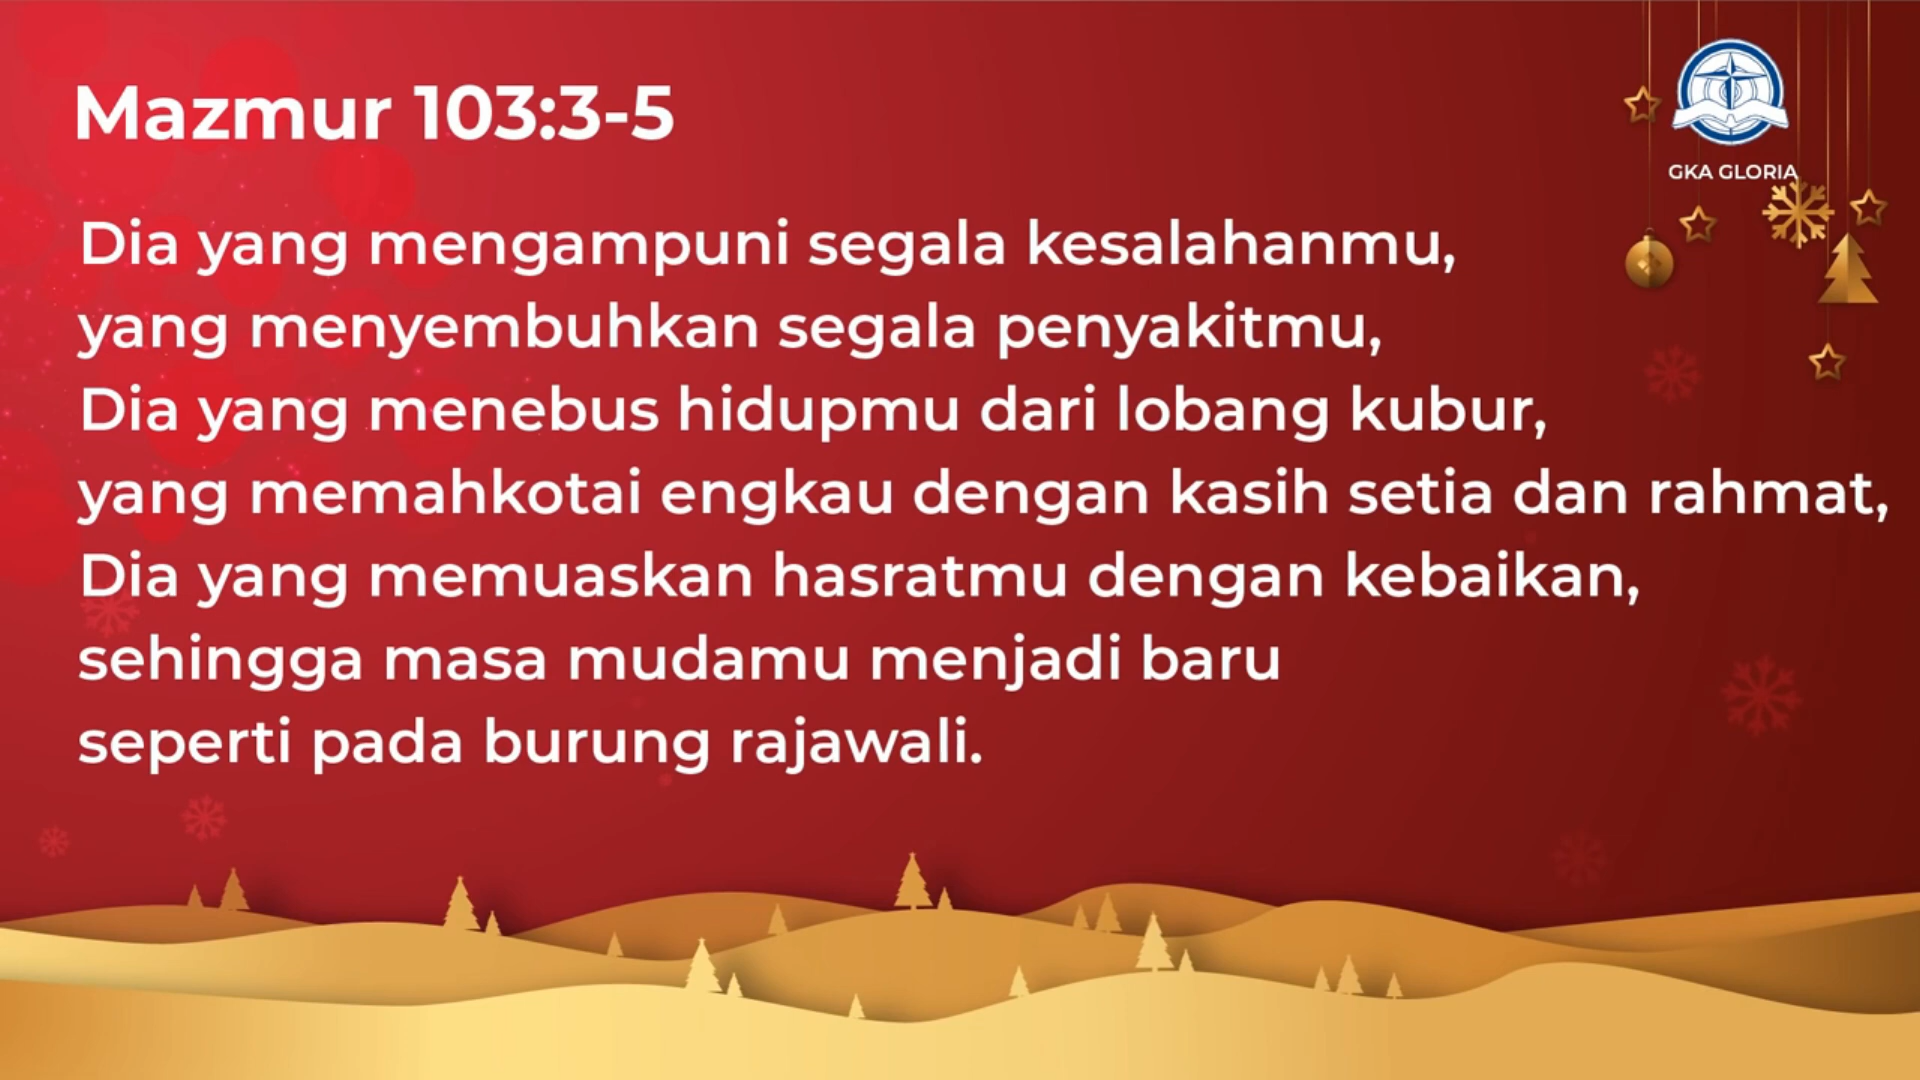 Mazmur 103:3-5
GKA GLORIA
Dia yang mengampuni segala kesalahanmu,
yang menyembuhkan segala penyakitmu,
Dia yang menebus hidupmu dari lobang kubur,
yang memahkotai engkau dengan kasih setia dan rahmat,
Dia yang memuaskan hasratmu dengan kebaikan,
sehingga masa mudamu menjadi baru
seperti pada burung rajawali.